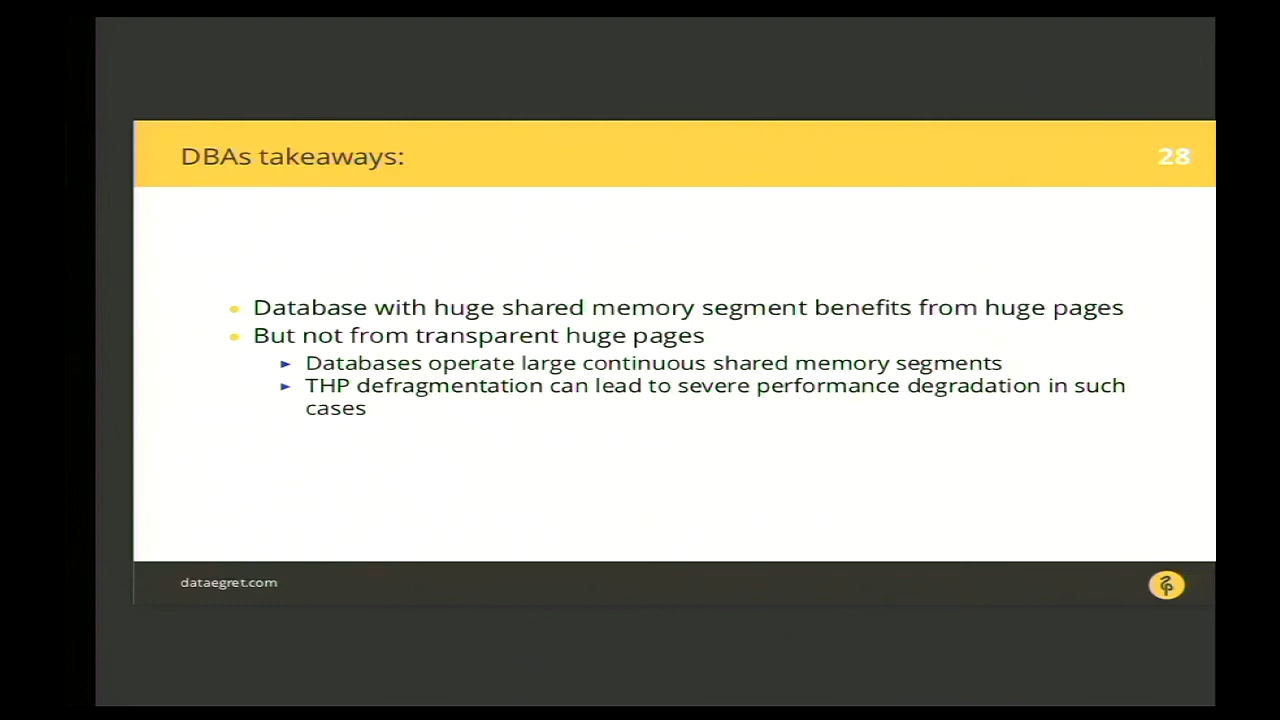 DBAs takeaways:
28
Database with huge shared memory segment benefits from huge pages
But not from transparent huge pages
Databases operate large continuous shared memory segments
THP defragmentation can lead to severe performance degradation in such
cases
dataegret.com